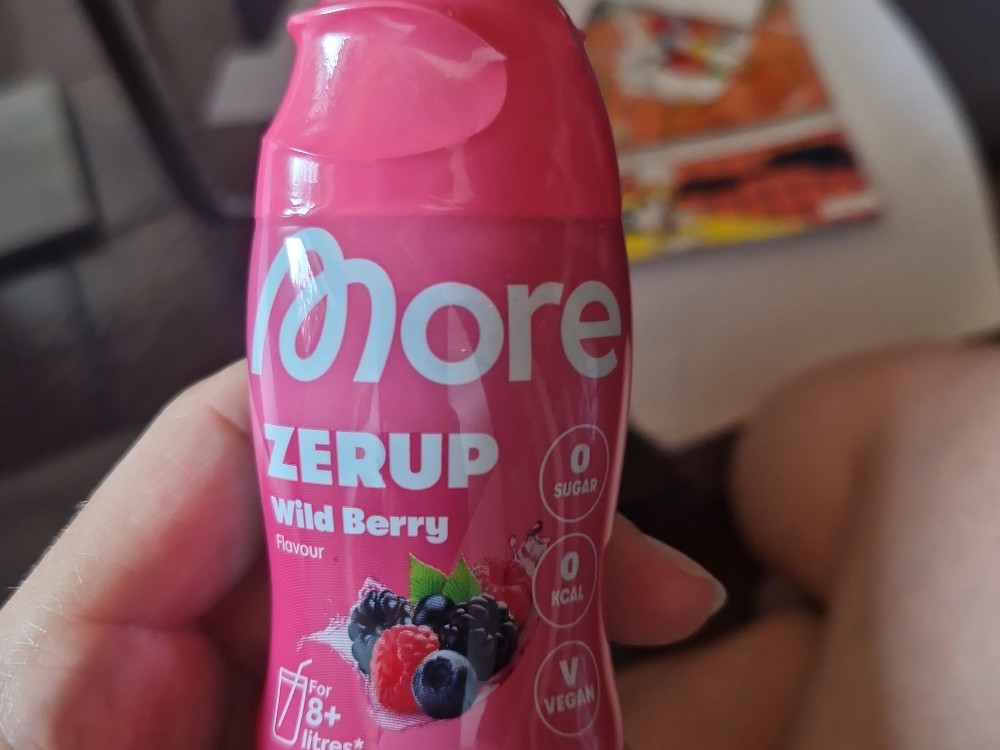 More
ZERUP
Wild Berry
Flavour
0
SUGAR
0
KCAL
V
VEGAN
For
8+
litres*